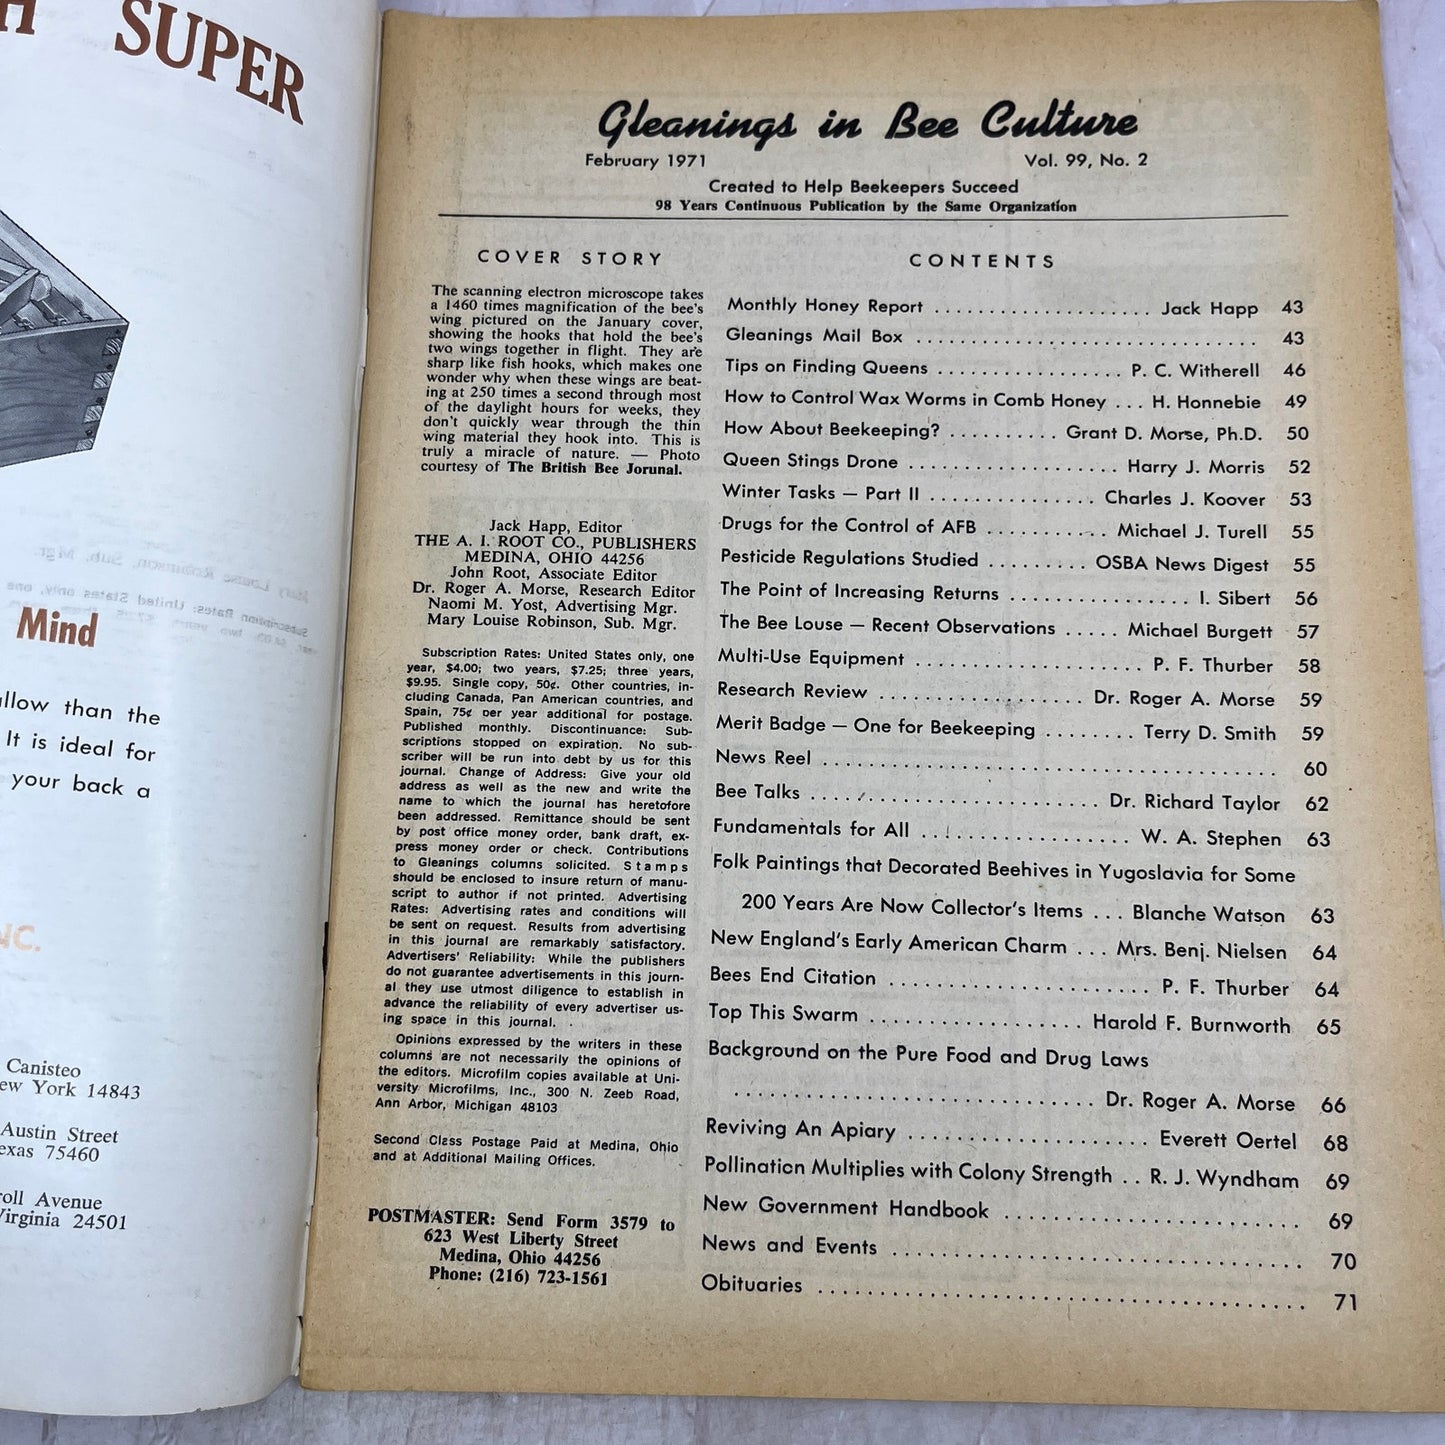 H SUPER
Mary Louise Robinson, Sub. Mgr.
Subscription Rates: United States only, one
Mind
llow than the
It is ideal for
your back a
NC.
Canisteo
ew York 14843
Austin Street
exas 75460
roll Avenue
Virginia 24501
Gleanings in Bee Culture
February 1971 Vol. 99, No. 2
Created to Help Beekeepers Succeed
98 Years Continuous Publication by the Same Organization
COVER STORY
The scanning electron microscope takes
a 1460 times magnification of the bee's
wing pictured on the January cover,
showing the hooks that hold the bee's
two wings together in flight. They are
sharp like fish hooks, which makes one
wonder why when these wings are beat-
ing at 250 times a second through most
of the daylight hours for weeks, they
don't quickly wear through the thin
wing material they hook into. This is
truly a miracle of nature. — Photo
courtesy of The British Bee Jorunal.
Jack Happ, Editor
THE A. I. ROOT CO., PUBLISHERS
MEDINA, OHIO 44256
John Root, Associate Editor
Dr. Roger A. Morse, Research Editor
Naomi M. Yost, Advertising Mgr.
Mary Louise Robinson, Sub. Mgr.
Subscription Rates: United States only, one
year, $4.00; two years, $7.25; three years,
$9.95. Single copy, 50¢. Other countries, in-
cluding Canada, Pan American countries, and
Spain, 75¢ per year additional for postage.
Published monthly. Discontinuance: Sub-
scriptions stopped on expiration. No sub-
scriber will be run into debt by us for this
journal. Change of Address: Give your old
address as well as the new and write the
name to which the journal has heretofore
been addressed. Remittance should be sent
by post office money order, bank draft, ex-
press money order or check. Contributions
to Gleanings columns solicited. Stamps
should be enclosed to insure return of manu-
script to author if not printed. Advertising
Rates: Advertising rates and conditions will
be sent on request. Results from advertising
in this journal are remarkably satisfactory.
Advertisers' Reliability: While the publishers
do not guarantee advertisements in this journ-
al they use utmost diligence to establish in
advance the reliability of every advertiser us-
ing space in this journal.
Opinions expressed by the writers in these
columns are not necessarily the opinions of
the editors. Microfilm copies available at Uni-
versity Microfilms, Inc., 300 N. Zeeb Road,
Ann Arbor, Michigan 48103
Second Class Postage Paid at Medina, Ohio
and at Additional Mailing Offices.
POSTMASTER: Send Form 3579 to
623 West Liberty Street
Medina, Ohio 44256
Phone: (216) 723-1561
CONTENTS
Monthly Honey Report .................... Jack Happ 43
Gleanings Mail Box ................................ 43
Tips on Finding Queens ................. P. C. Witherell 46
How to Control Wax Worms in Comb Honey ... H. Honnebie 49
How About Beekeeping? .......... Grant D. Morse, Ph.D. 50
Queen Stings Drone ................... Harry J. Morris 52
Winter Tasks — Part II ............... Charles J. Koover 53
Drugs for the Control of AFB ........... Michael J. Turell 55
Pesticide Regulations Studied ......... OSBA News Digest 55
The Point of Increasing Returns ................ I. Sibert 56
The Bee Louse — Recent Observations ..... Michael Burgett 57
Multi-Use Equipment ..................... P. F. Thurber 58
Research Review .................... Dr. Roger A. Morse 59
Merit Badge — One for Beekeeping ........ Terry D. Smith 59
News Reel ........................................ 60
Bee Talks .......................... Dr. Richard Taylor 62
Fundamentals for All ................... W. A. Stephen 63
Folk Paintings that Decorated Beehives in Yugoslavia for Some
200 Years Are Now Collector's Items ... Blanche Watson 63
New England's Early American Charm ... Mrs. Benj. Nielsen 64
Bees End Citation ........................ P. F. Thurber 64
Top This Swarm .................... Harold F. Burnworth 65
Background on the Pure Food and Drug Laws
................................. Dr. Roger A. Morse 66
Reviving An Apiary ...................... Everett Oertel 68
Pollination Multiplies with Colony Strength .. R. J. Wyndham 69
New Government Handbook ........................... 69
News and Events ..................................... 70
Obituaries .......................................... 71